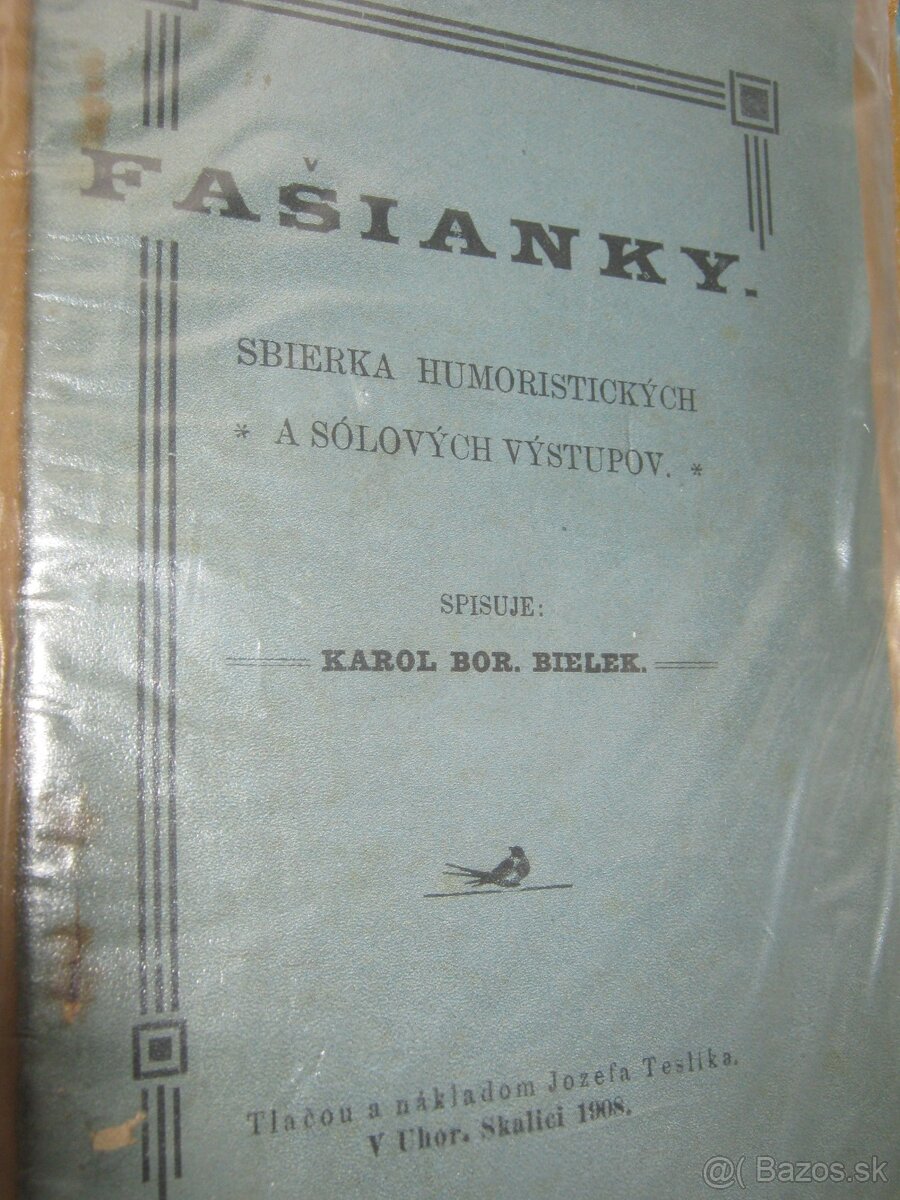 FAŠIANKY.
SBIERKA HUMORISTICKÝCH
* A SÓLOVÝCH VÝSTUPOV. *
SPISUJE:
KAROL BOR. BIELEK.
Tlačou a nákladom Jozefa Teslíka.
V Uhor. Skalici 1908.
@( Bazos.sk